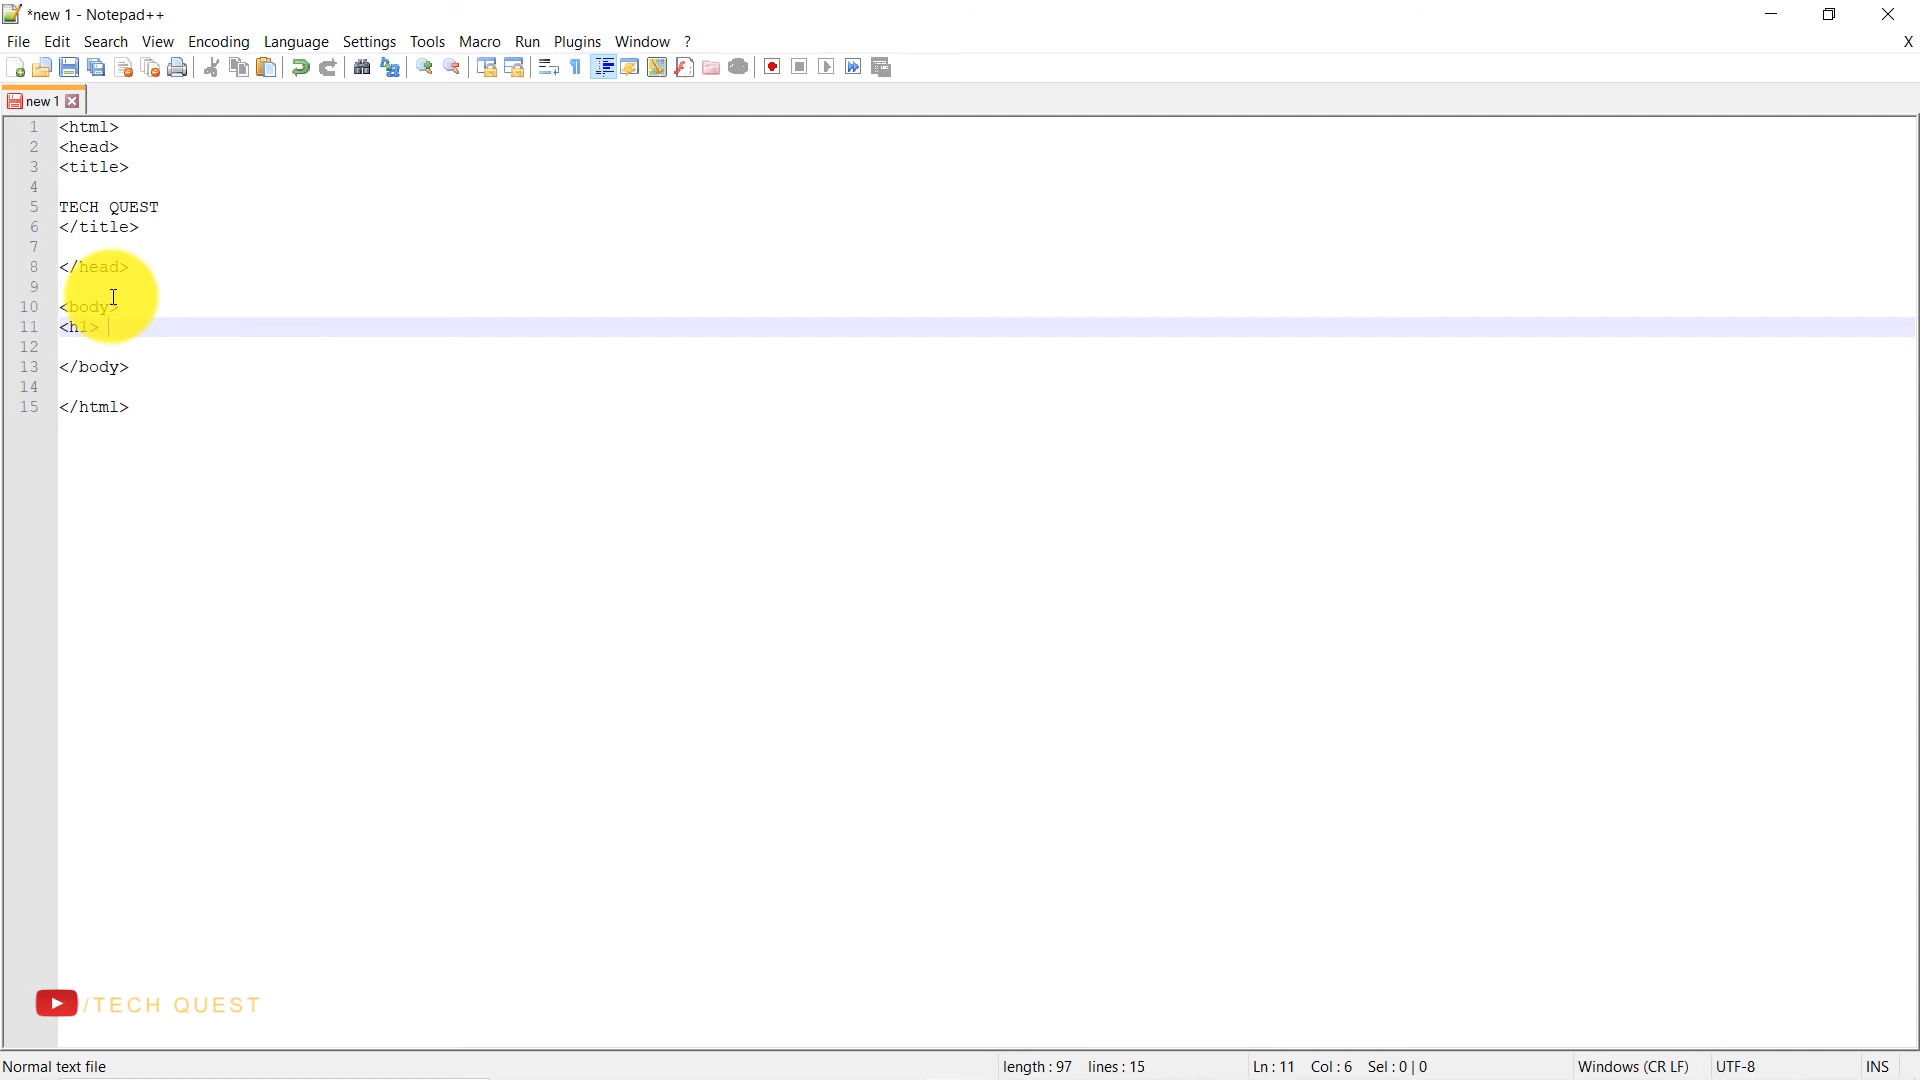 *new 1 - Notepad++
File Edit Search View Encoding Language Settings Tools Macro Run Plugins Window ? X
new 1
1 <html>
2 <head>
3 <title>
4
5 TECH QUEST
6 </title>
7
8 </head>
9
10 <body>
11 <h1>
12
13 </body>
14
15 </html>
/TECH QUEST
Normal text file length : 97 lines : 15 Ln : 11 Col : 6 Sel : 0 | 0 Windows (CR LF) UTF-8 INS